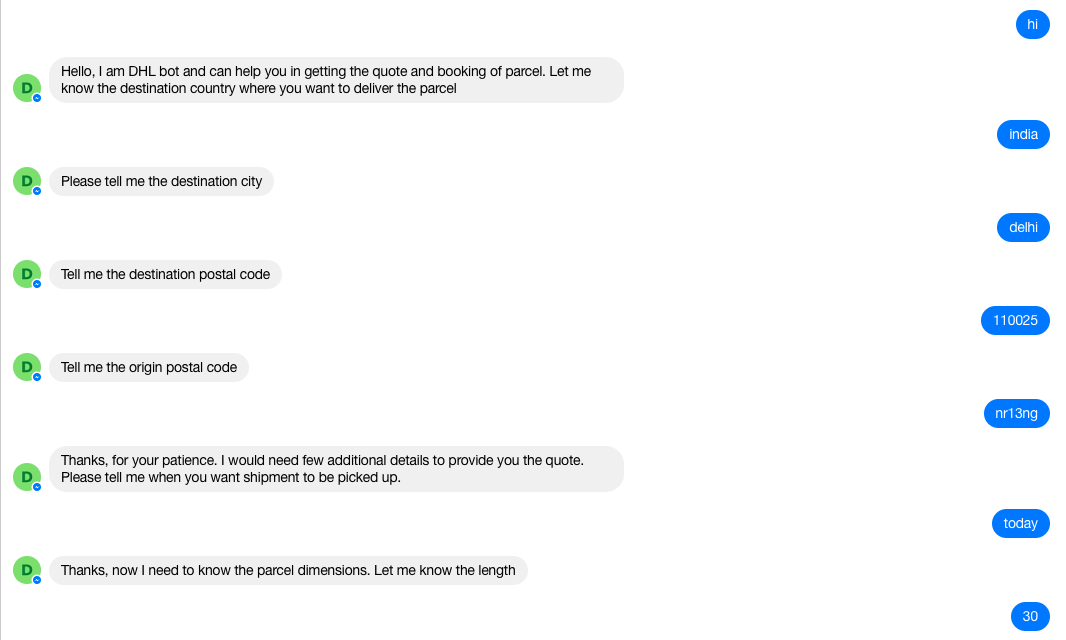 hi
Hello, I am DHL bot and can help you in getting the quote and booking of parcel. Let me
know the destination country where you want to deliver the parcel
D
india
D
Please tell me the destination city
delhi
D
Tell me the destination postal code
110025
D
Tell me the origin postal code
nr13ng
Thanks, for your patience. I would need few additional details to provide you the quote.
Please tell me when you want shipment to be picked up.
D
today
D
Thanks, now I need to know the parcel dimensions. Let me know the length
30